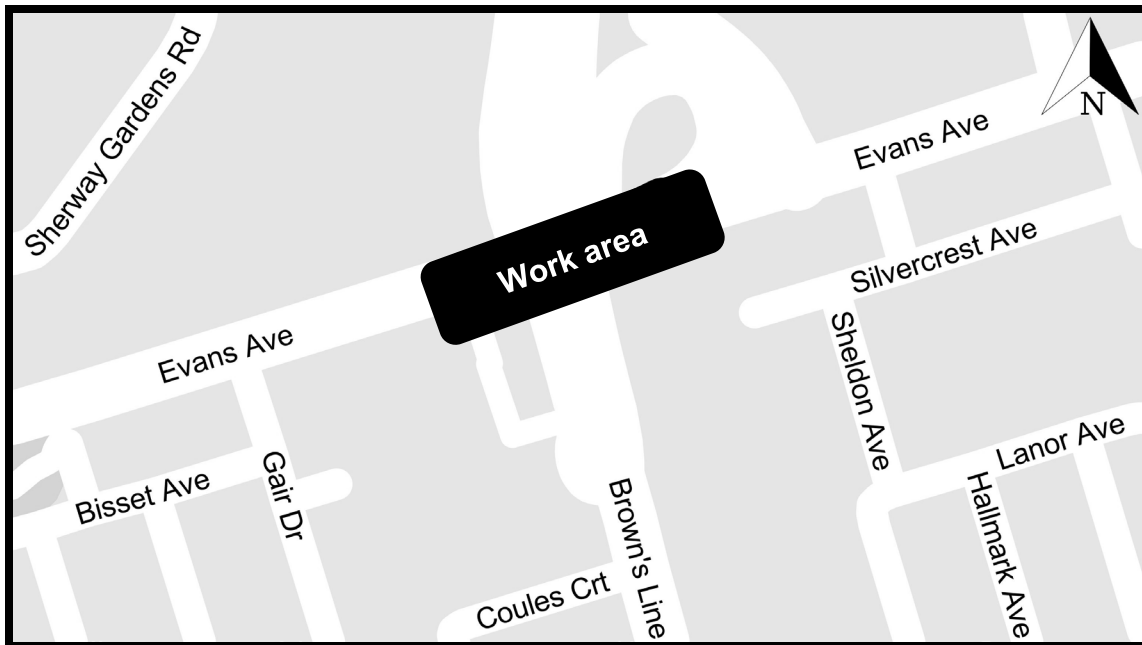 Sherway Gardens Rd
N
Evans Ave
Work area
Silvercrest Ave
Evans Ave
Sheldon Ave
Lanor Ave
Bisset Ave
Gair Dr
Hallmark Ave
Brown's Line
Coules Crt